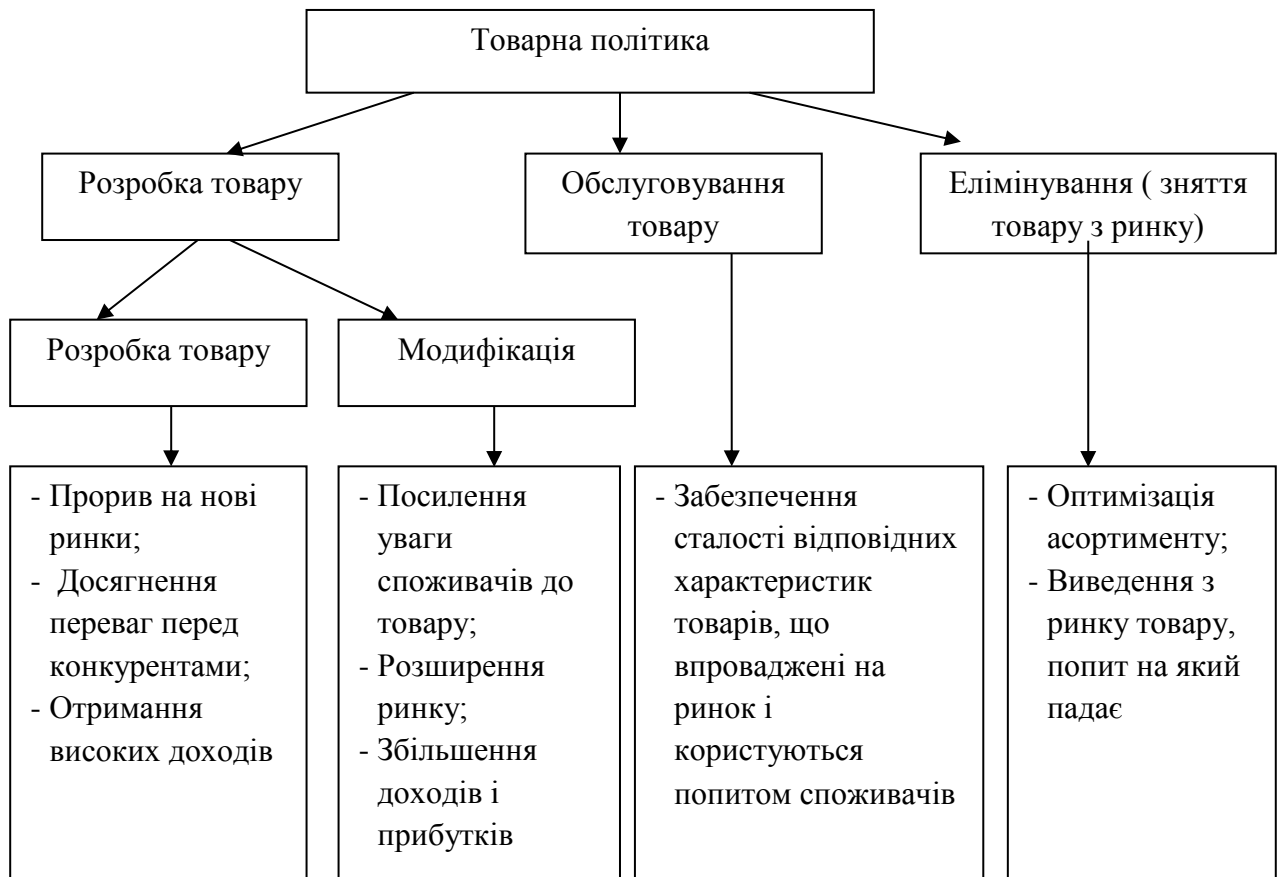 Товарна політика
Розробка товару
Обслуговування
товару
Елімінування ( зняття
товару з ринку)
Розробка товару
Модифікація
- Прорив на нові
ринки;
- Досягнення
переваг перед
конкурентами;
- Отримання
високих доходів
- Посилення
уваги
споживачів до
товару;
- Розширення
ринку;
- Збільшення
доходів і
прибутків
- Забезпечення
сталості відповідних
характеристик
товарів, що
впроваджені на
ринок і
користуються
попитом споживачів
- Оптимізація
асортименту;
- Виведення з
ринку товару,
попит на який
падає